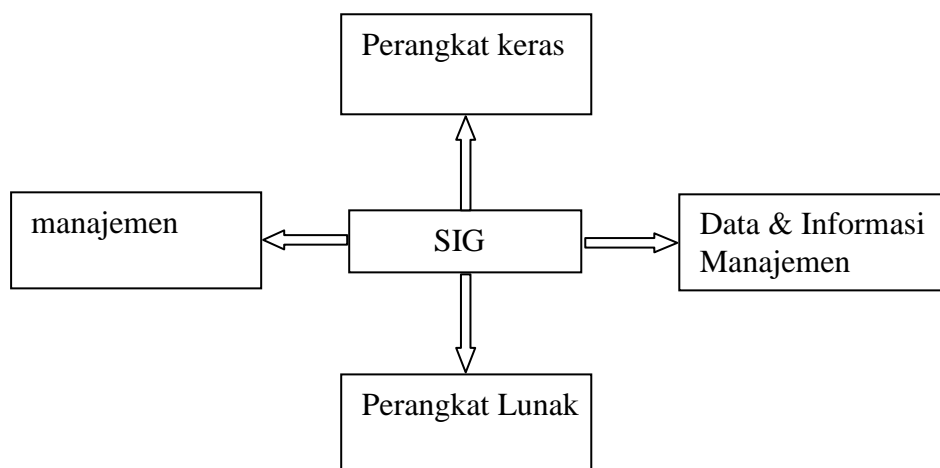 Perangkat keras
manajemen
SIG
Data & Informasi
Manajemen
Perangkat Lunak